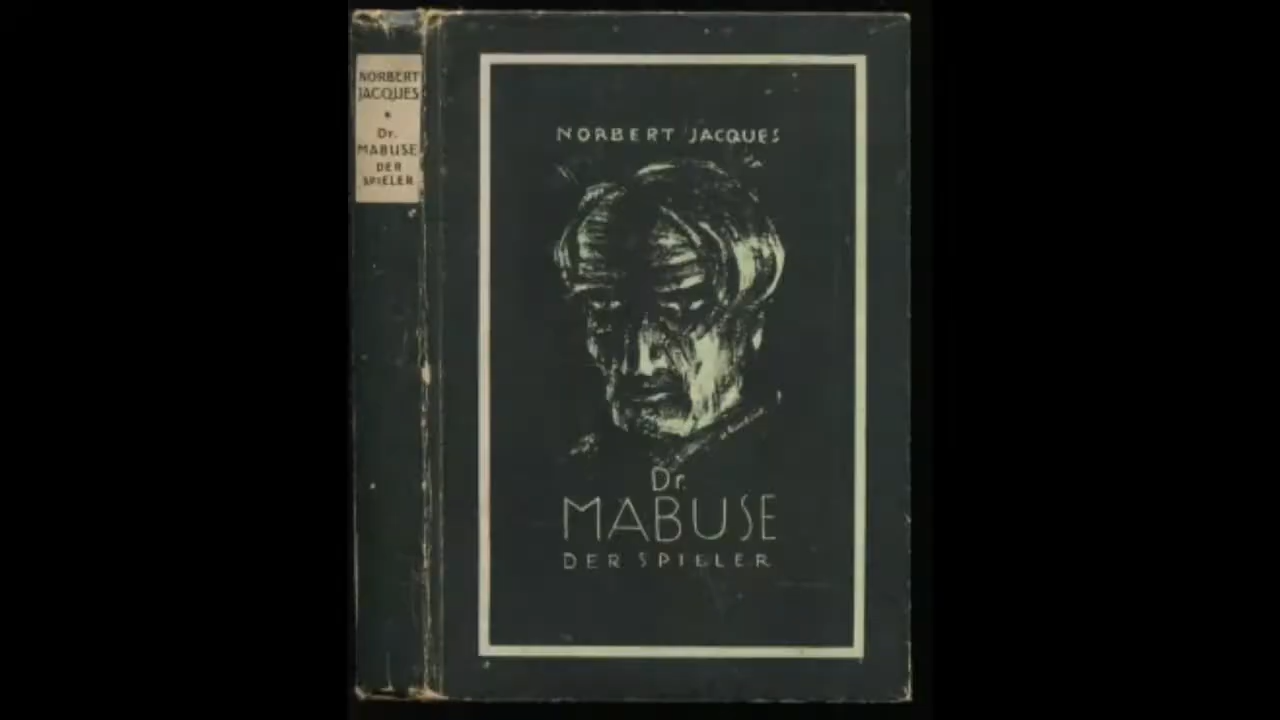 NORBERT
JACQUES
Dr.
MABUSE
DER
SPIELER
NORBERT JACQUES
Dr.
MABUSE
DER SPIELER